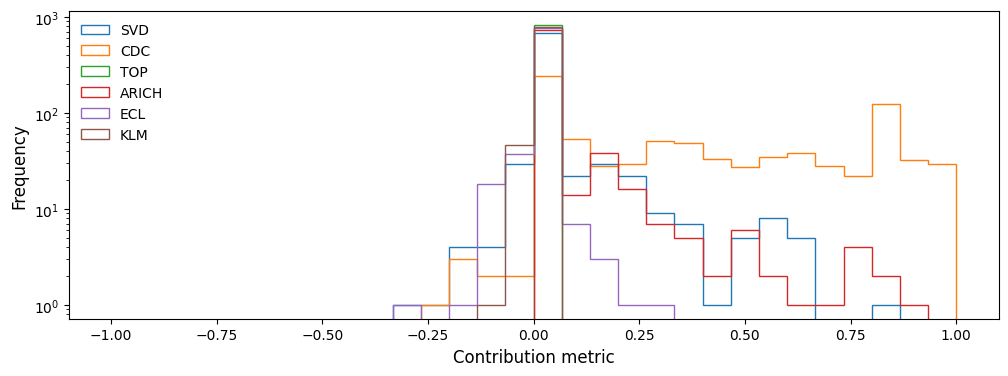 10³
10²
10¹
10⁰
Frequency
SVD
CDC
TOP
ARICH
ECL
KLM
−1.00 −0.75 −0.50 −0.25 0.00 0.25 0.50 0.75 1.00
Contribution metric